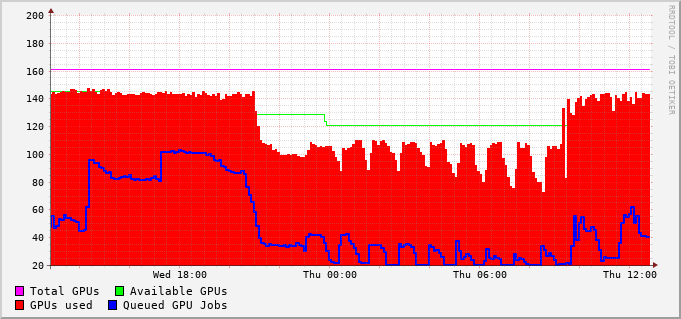 200
180
160
140
120
100
80
60
40
20
Wed 18:00 Thu 00:00 Thu 06:00 Thu 12:00
Total GPUs Available GPUs
GPUs used Queued GPU Jobs
RRDTOOL / TOBI OETIKER